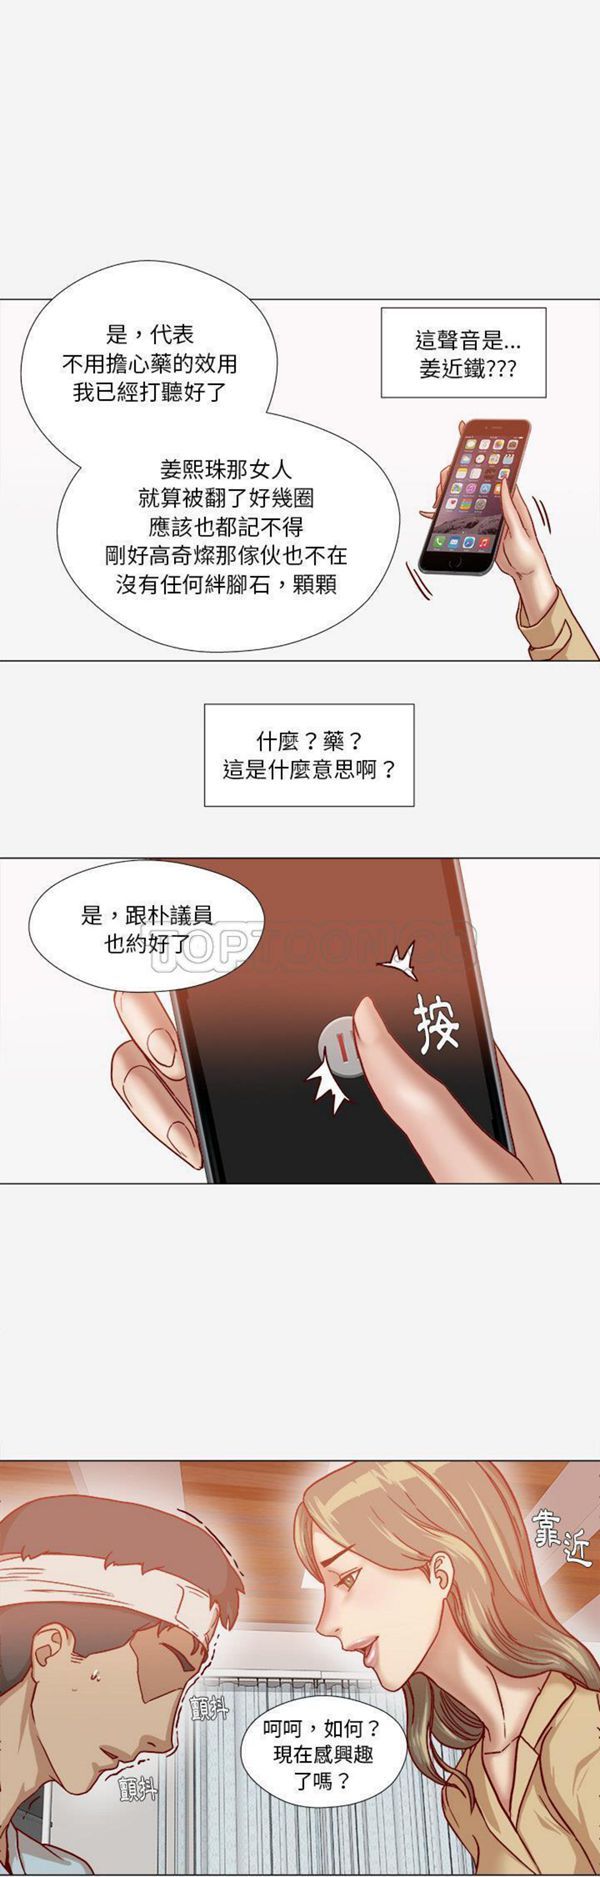 是，代表
不用擔心藥的效用
我已經打聽好了
這聲音是...
姜近鐵???
姜熙珠那女人
就算被翻了好幾圈
應該也都記不得
剛好高奇燦那傢伙也不在
沒有任何絆腳石，顆顆
什麼？藥？
這是什麼意思啊？
是，跟朴議員
也約好了
TOPTOON.CO
按
靠近
顫抖
呵呵，如何？
現在感興趣
了嗎？
顫抖